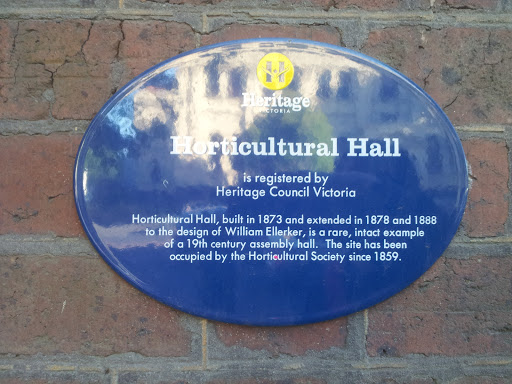 Heritage
VICTORIA
Horticultural Hall
is registered by
Heritage Council Victoria
Horticultural Hall, built in 1873 and extended in 1878 and 1888
to the design of William Ellerker, is a rare, intact example
of a 19th century assembly hall. The site has been
occupied by the Horticultural Society since 1859.